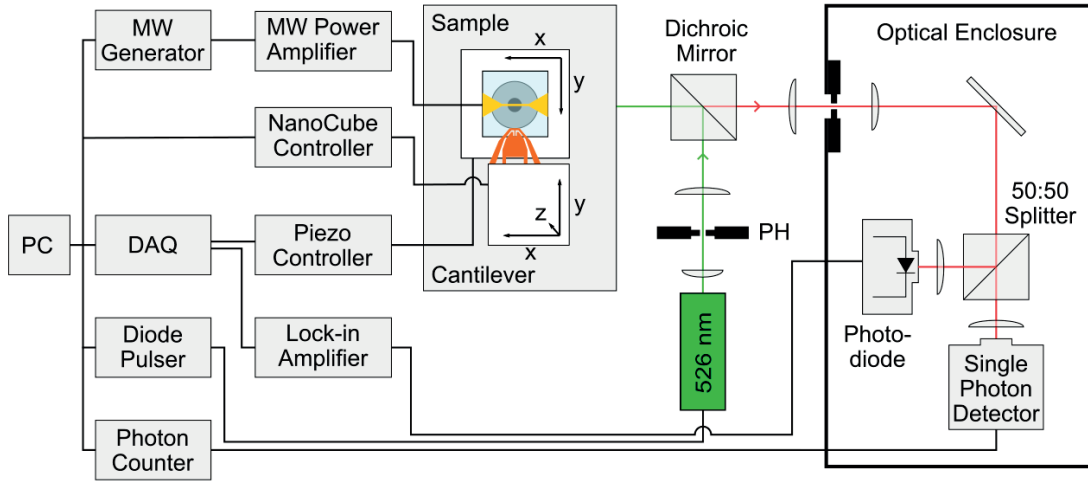 MW
Generator
MW Power
Amplifier
Sample
x
y
Dichroic
Mirror
Optical Enclosure
NanoCube
Controller
PC
DAQ
Piezo
Controller
y
z
x
Cantilever
PH
50:50
Splitter
Diode
Pulser
Lock-in
Amplifier
526 nm
Photo-
diode
Single
Photon
Detector
Photon
Counter